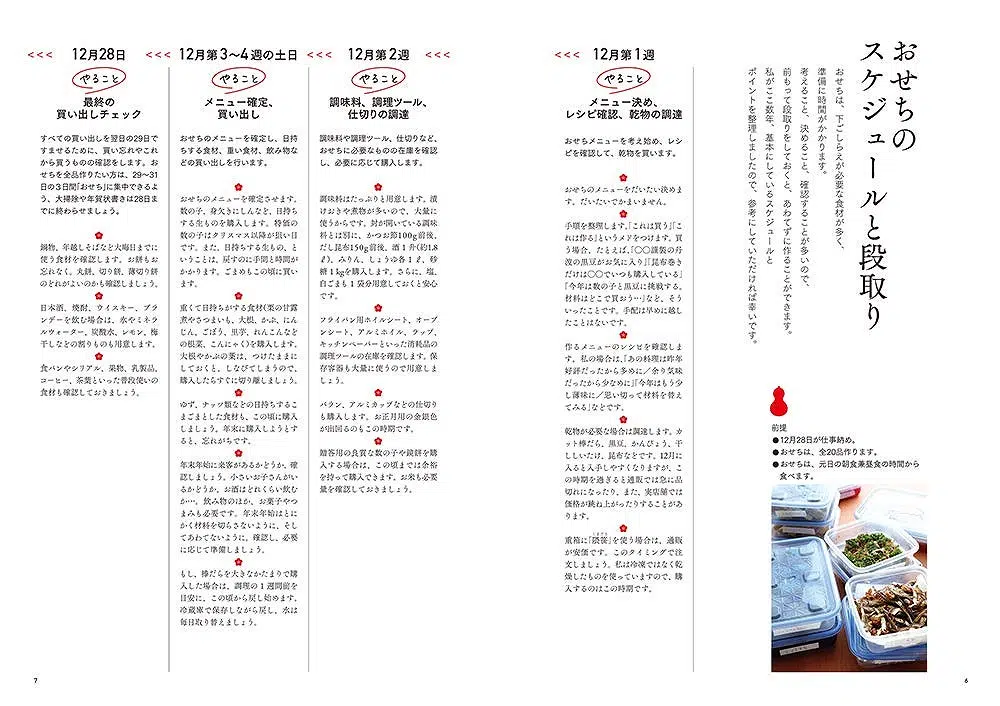 おせちの
スケジュールと段取り
おせちは、下ごしらえが必要な食材が多く、
準備に時間がかかります。
考えること、決めること、確認することが多いので、
前もって段取りをしておくと、あわてずに作ることができます。
私がここ数年、基本にしているスケジュールと
ポイントを整理しましたので、参考にしていただければ幸いです。
前提
●12月28日が仕事納め。
●おせちは、全20品作ります。
●おせちは、元日の朝食兼昼食の時間から
食べます。
<<< 12月第1週
やること
メニュー決め、
レシピ確認、乾物の調達
おせちメニューを考え始め、レシ
ピを確認して、乾物を買います。
おせちのメニューをだいたい決めま
す。だいたいでかまいません。
手順を整理します。「これは買う」「こ
れは作る」というメドをつけます。買
う場合、たとえば、「〇〇謹製の丹
波の黒豆がお気に入り」「昆布巻き
だけは〇〇でいつも購入している」
「今年は数の子と黒豆に挑戦する。
材料はどこで買おう…」など、そう
いったことです。手配は早めに越し
たことはないです。
作るメニューのレシピを確認しま
す。私の場合は、「あの料理は昨年
好評だったから多めに／余り気味
だったから少なめに」「今年はもう少
し薄味に／思い切って材料を替え
てみる」などです。
乾物が必要な場合は調達します。カ
ット棒だら、黒豆、かんぴょう、干
ししいたけ、昆布などです。12月に
入ると入手しやすくなりますが、こ
の時期を過ぎると通販では急に品
切れになったり、また、実店舗では
価格が跳ね上がったりすることがあ
ります。
重箱に「隈笹」を使う場合は、通販
が安価です。このタイミングで注
文しましょう。私は冷凍ではなく乾
燥したものを使っていますので、購
入するのはこの時期です。
<<< 12月第2週 <<<
やること
調味料、調理ツール、
仕切りの調達
調味料や調理ツール、仕切りなど、
おせちに必要なものの在庫を確認
し、必要に応じて購入します。
調味料はたっぷりと用意します。漬
けおきや煮物が多いので、大量に
使うからです。封が開いている調味
料とは別に、かつお節100g前後、
だし昆布150g前後、酒1升（約1.8
ℓ）、みりん、しょうゆ各1ℓ、砂
糖1kgを購入します。さらに、塩、
白ごまも1袋分用意しておくと安心
です。
フライパン用ホイルシート、オーブ
ンシート、アルミホイル、ラップ、
キッチンペーパーといった消耗品の
調理ツールの在庫を確認します。保
存容器も大量に使うので用意しま
しょう。
バラン、アルミカップなどの仕切り
も購入します。お正月用の金銀色
が出回るのもこの時期です。
贈答用の良質な数の子や鏡餅を購
入する場合は、この頃までは余裕
を持って購入できます。お米も必要
量を確認しておきましょう。
<<< 12月第3〜4週の土日
やること
メニュー確定、
買い出し
おせちのメニューを確定し、日持
ちする食材、重い食材、飲み物な
どの買い出しを行います。
おせちのメニューを確定させます。
数の子、身欠きにしんなど、日持ち
する生ものを購入します。特価の
数の子はクリスマス以降が狙い目
です。また、日持ちする生もの、と
いうことは、戻すのに手間と時間が
かかります。ごまめもこの頃に買い
ます。
重くて日持ちがする食材（栗の甘露
煮やさつまいも、大根、かぶ、にん
じん、ごぼう、里芋、れんこんなど
の根菜、こんにゃく）を購入します。
大根やかぶの葉は、つけたままに
しておくと、しなびてしまうので、
購入したらすぐに切り離しましょう。
ゆず、ナッツ類などの日持ちするこ
まごまとした食材も、この頃に購入
しましょう。年末に購入しようとす
ると、忘れがちです。
年末年始に来客があるかどうか、確
認しましょう。小さいお子さんがい
るかどうか、お酒はどれくらい飲む
か…。飲み物のほか、お菓子やつ
まみも必要です。年末年始はとに
かく材料を切らさないように、そし
てあわてないように、確認し、必要
に応じて準備しましょう。
もし、棒だらを大きなかたまりで購
入した場合は、調理の1週間前を
目安に、この頃から戻し始めます。
冷蔵庫で保存しながら戻し、水は
毎日取り替えましょう。
<<< 12月28日
やること
最終の
買い出しチェック
すべての買い出しを翌日の29日で
すませるために、買い忘れやこれ
から買うものの確認をします。お
せちを全品作りたい方は、29〜31
日の3日間「おせち」に集中できるよ
う、大掃除や年賀状書きは28日ま
でに終わらせましょう。
鍋物、年越しそばなど大晦日までに
使う食材を確認します。お餅もお
忘れなく。丸餅、切り餅、薄切り餅
のどれがよいのかも確認しましょう。
日本酒、焼酎、ウイスキー、ブラ
ンデーを飲む場合は、水やミネラ
ルウォーター、炭酸水、レモン、梅
干しなどの割りものも用意します。
食パンやシリアル、果物、乳製品、
コーヒー、茶葉といった普段使いの
食材も確認しておきましょう。
7
6